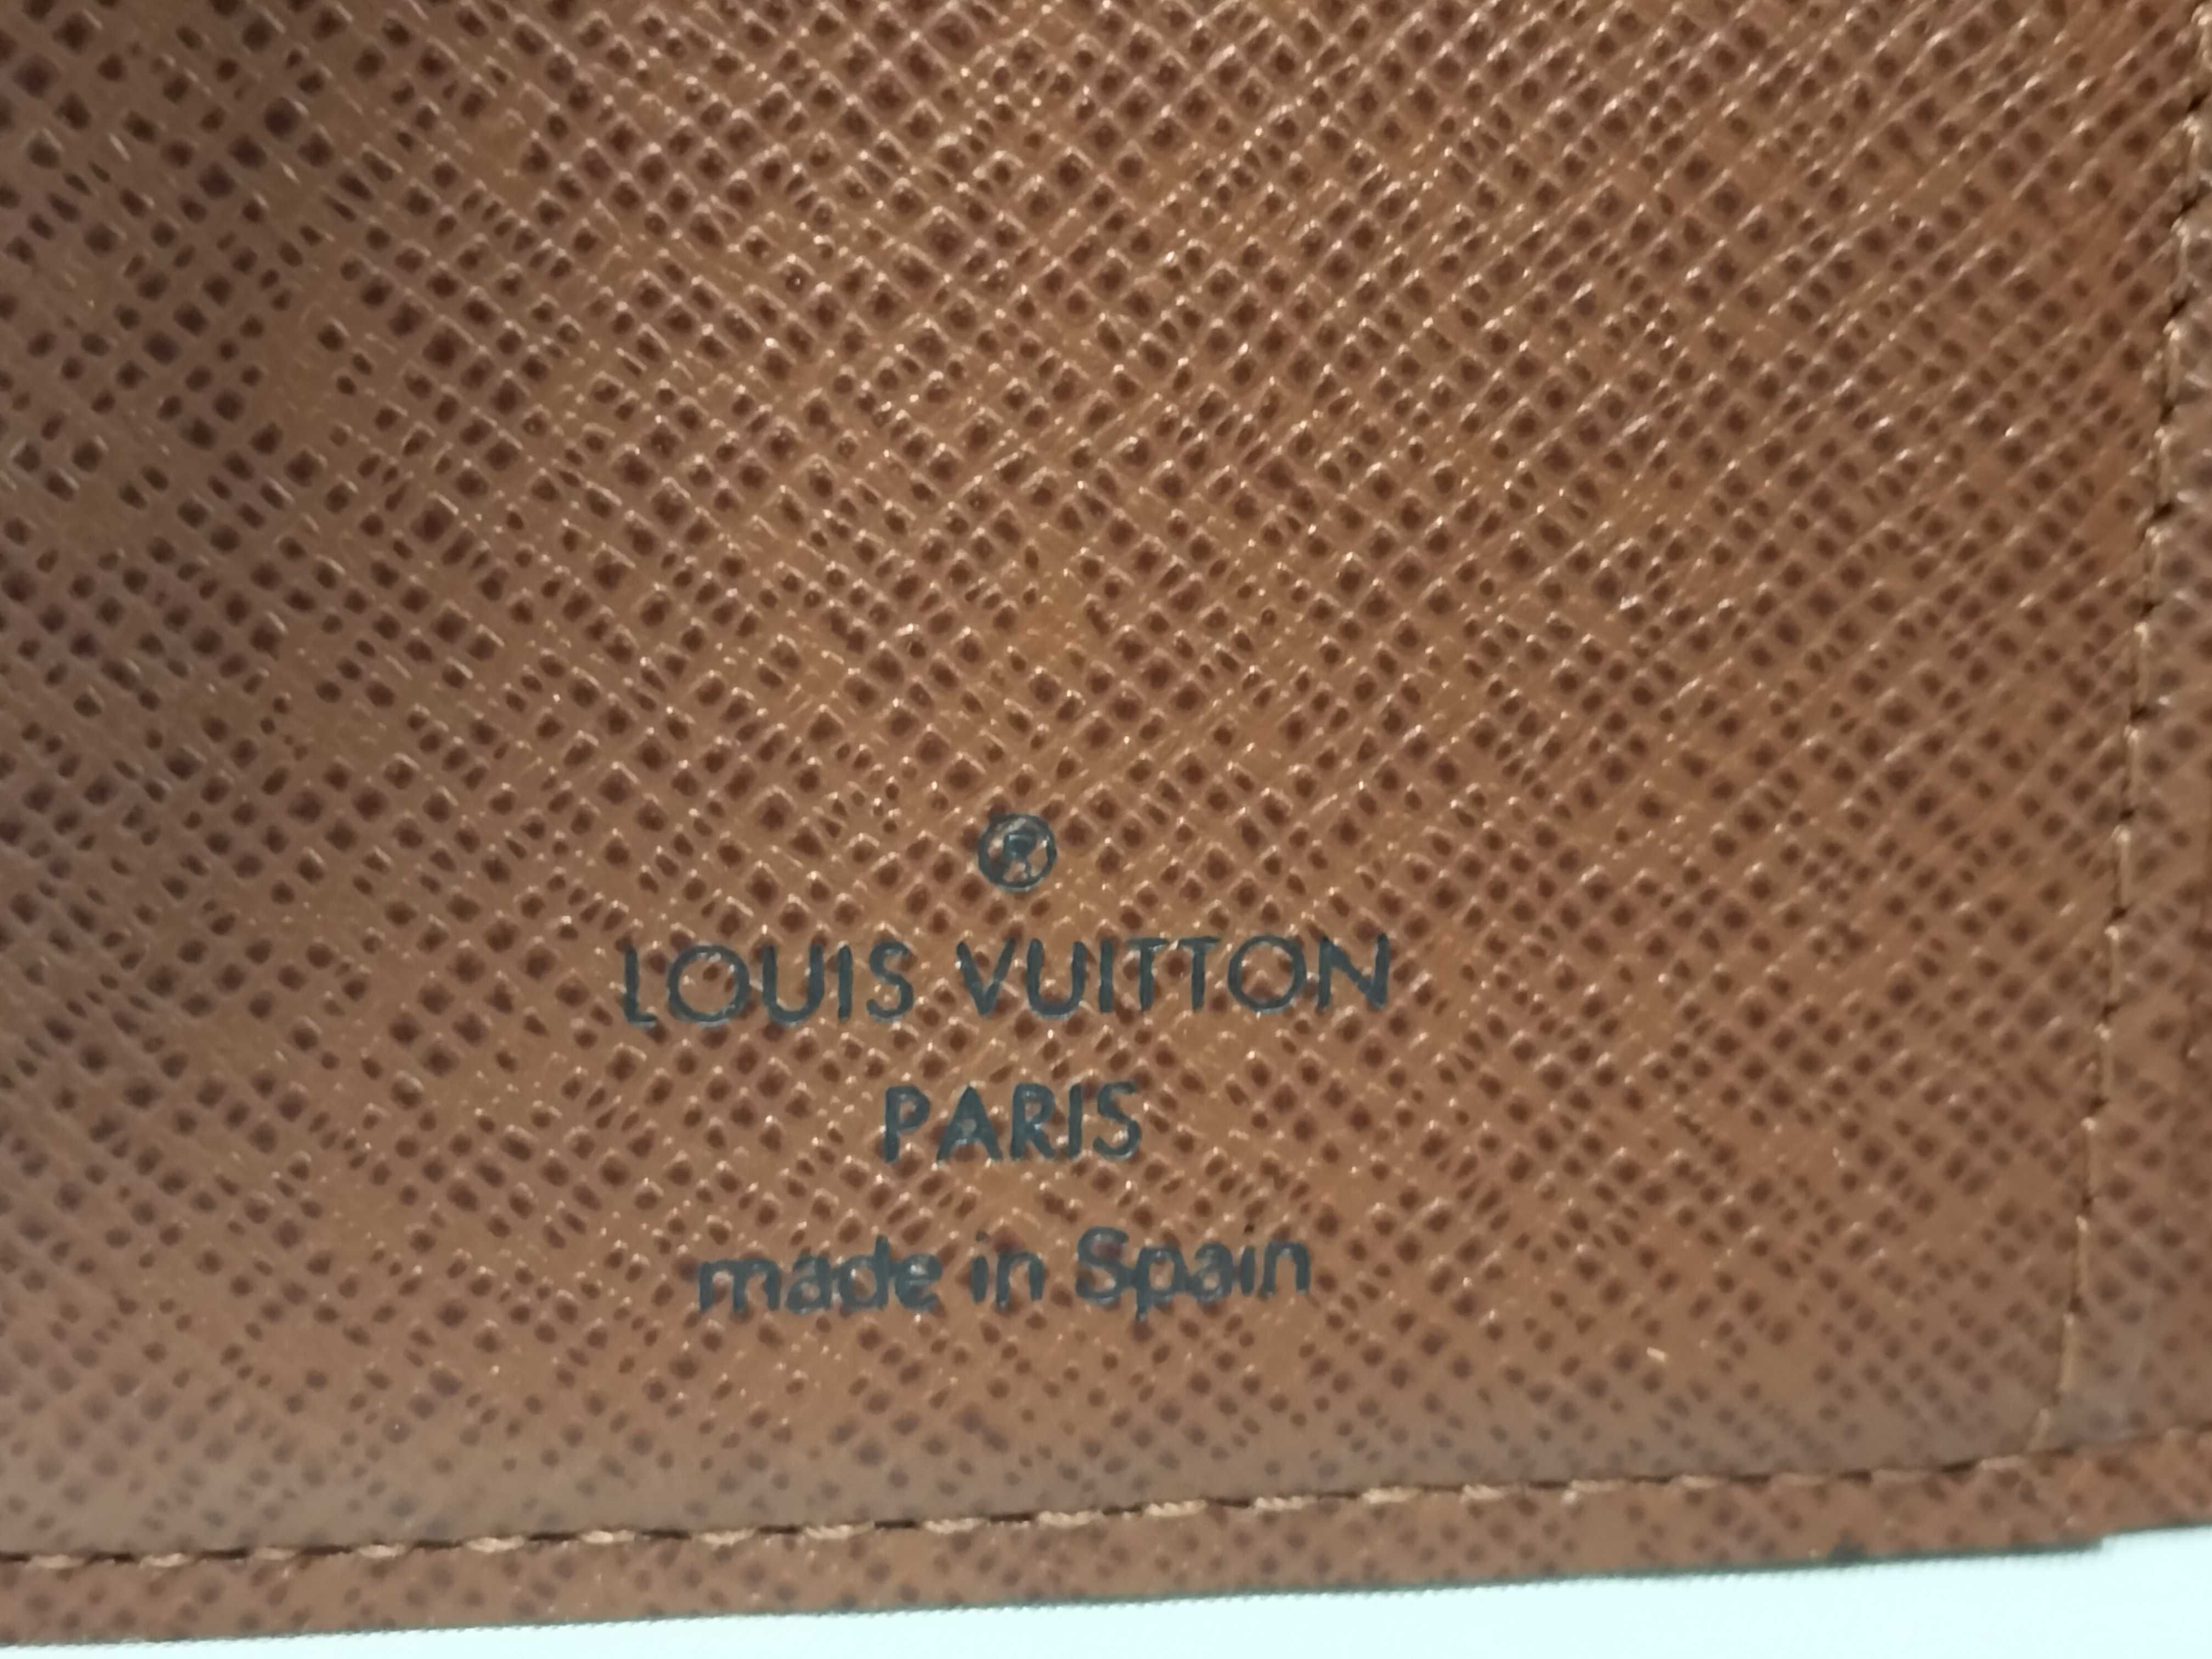 ®
LOUIS VUITTON
PARIS
made in Spain